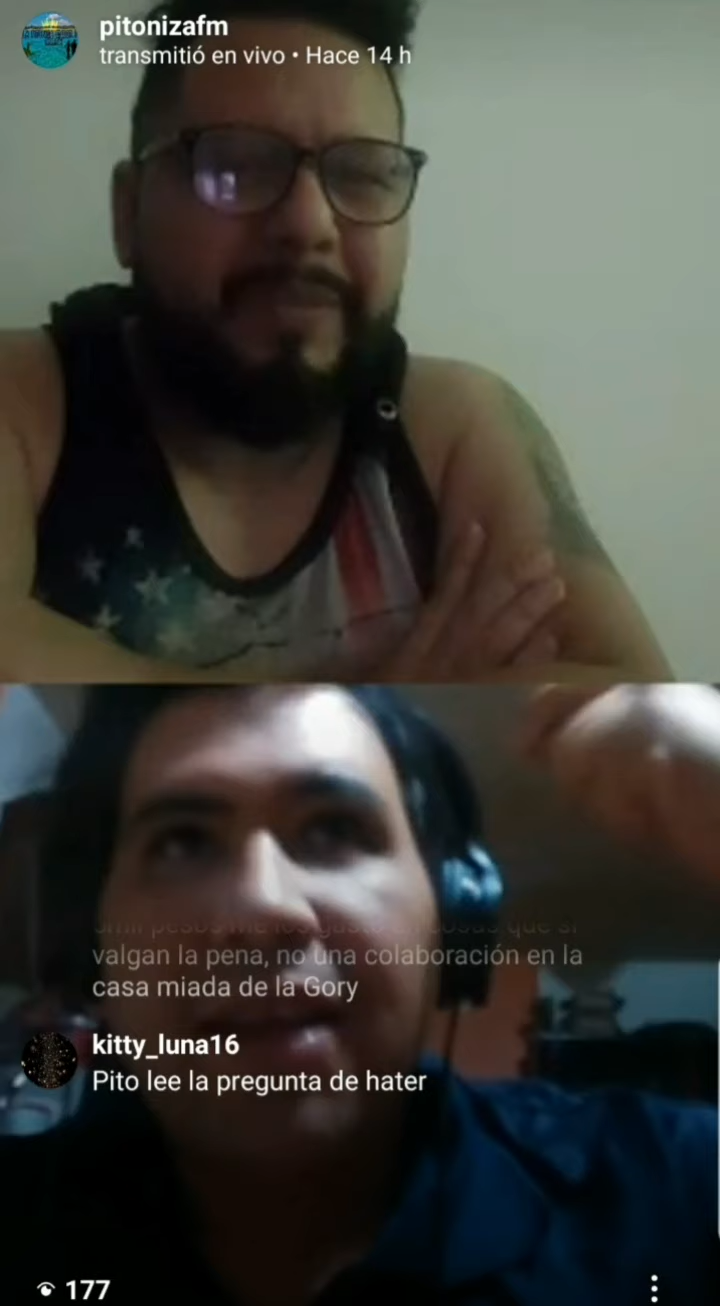 pitonizafm
transmitió en vivo • Hace 14 h
valgan la pena, no una colaboración en la
casa miada de la Gory
kitty_luna16
Pito lee la pregunta de hater
177